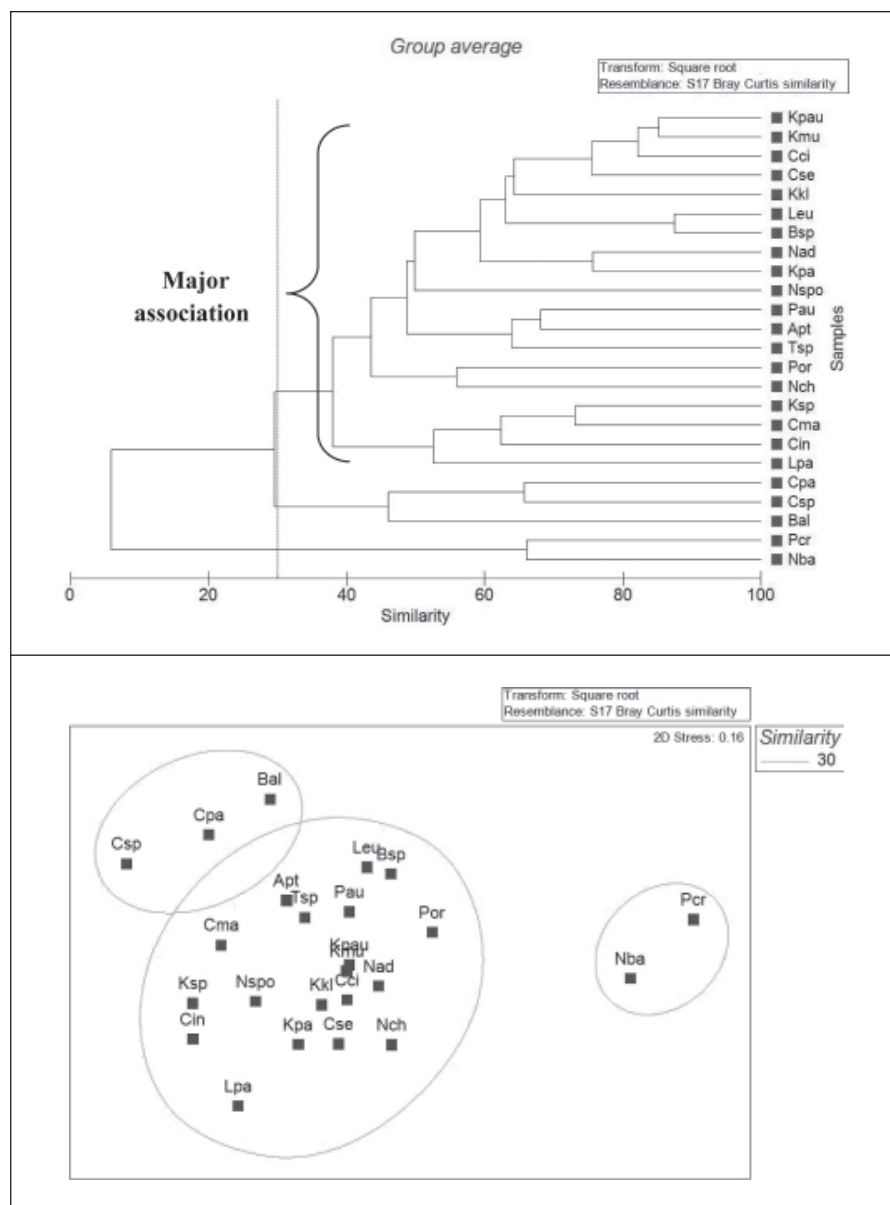 Group average
Transform: Square root
Resemblance: S17 Bray Curtis similarity
Major
association
Kpau
Kmu
Cci
Cse
Kkl
Leu
Bsp
Nad
Kpa
Nspo
Pau
Apt
Tsp
Por
Nch
Ksp
Cma
Cin
Lpa
Cpa
Csp
Bal
Pcr
Nba
Samples
0 20 40 60 80 100
Similarity
Transform: Square root
Resemblance: S17 Bray Curtis similarity
2D Stress: 0.16
Similarity
30
Bal
Cpa
Csp
Leu
Bsp
Apt
Tsp
Pau
Por
Pcr
Cma
Kpau
Kmu
Nad
Nba
Ksp
Nspo
Kkl
Cci
Cin
Kpa
Cse
Nch
Lpa